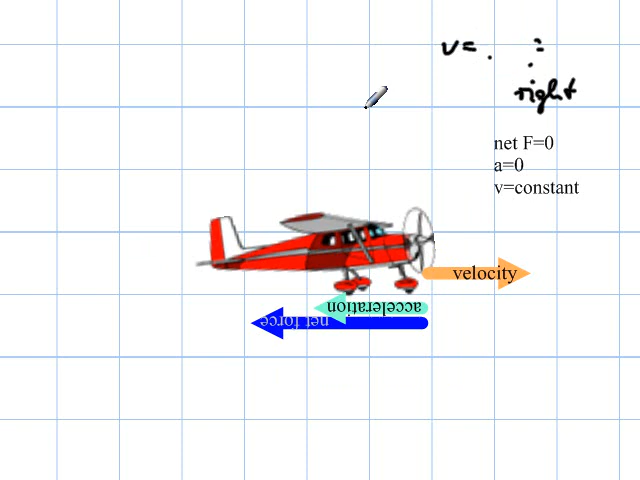 v= . :=
right
net F=0
a=0
v=constant
velocity
acceleration
net force